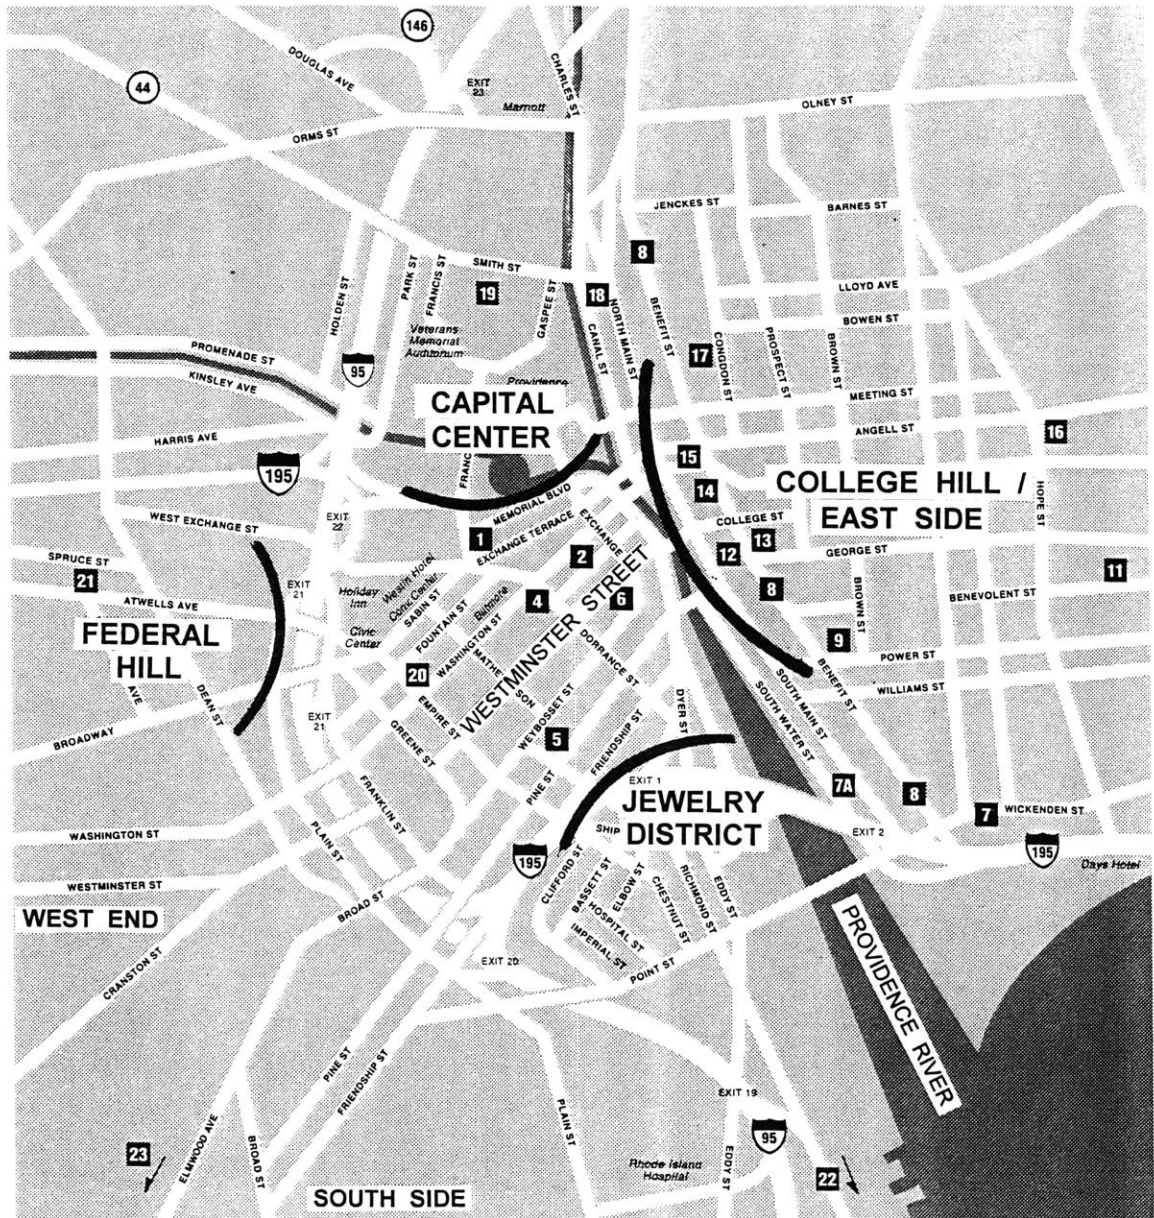 146
DOUGLAS AVE
CHARLES ST
44
EXIT
23
Marriott
OLNEY ST
ORMS ST
JENCKES ST
BARNES ST
8
PARK ST
FRANCIS ST
SMITH ST
19
GASPEE ST
18
HOLDEN ST
NORTH MAIN ST
CANAL ST
BENEFIT ST
LLOYD AVE
BOWEN ST
Veterans
Memorial
Auditorium
PROMENADE ST
KINSLEY AVE
95
17
CONGDON ST
PROSPECT ST
BROWN ST
Providence
MEETING ST
CAPITAL
CENTER
HARRIS AVE
ANGELL ST
16
FRANC
15
195
14
COLLEGE HILL /
EAST SIDE
HOPE ST
MEMORIAL BLVD
WEST EXCHANGE ST
EXIT
22
1
EXCHANGE TERRACE
EXCHANGE
COLLEGE ST
13
12
GEORGE ST
SPRUCE ST
21
2
11
EXIT
21
Holiday
Inn
Westin Hotel
Conv. Center
SABIN ST
Biltmore
4
6
8
BROWN ST
BENEVOLENT ST
ATWELLS AVE
FEDERAL
HILL
Civic
Center
FOUNTAIN ST
WASHINGTON ST
WESTMINSTER STREET
DORRANCE ST
9
POWER ST
20
MATHEWSON
WILLIAMS ST
AVE
DEAN ST
EMPIRE ST
WEYBOSSET ST
DYER ST
SOUTH MAIN ST
SOUTH WATER ST
BENEFIT ST
BROADWAY
EXIT
21
GREENE ST
5
FRIENDSHIP ST
PINE ST
EXIT 1
7A
8
JEWELRY
DISTRICT
7
WICKENDEN ST
WASHINGTON ST
PLAIN ST
FRANKLIN ST
SHIP
EXIT 2
195
195
Days Hotel
CLIFFORD ST
BASSETT ST
ELBOW ST
CHESTNUT ST
RICHMOND ST
EDDY ST
WESTMINSTER ST
WEST END
BROAD ST
HOSPITAL ST
IMPERIAL ST
PROVIDENCE RIVER
CRANSTON ST
EXIT 20
POINT ST
PINE ST
FRIENDSHIP ST
EXIT 19
PLAIN ST
95
23
ELMWOOD AVE
BROAD ST
Rhode Island
Hospital
EDDY ST
22
SOUTH SIDE